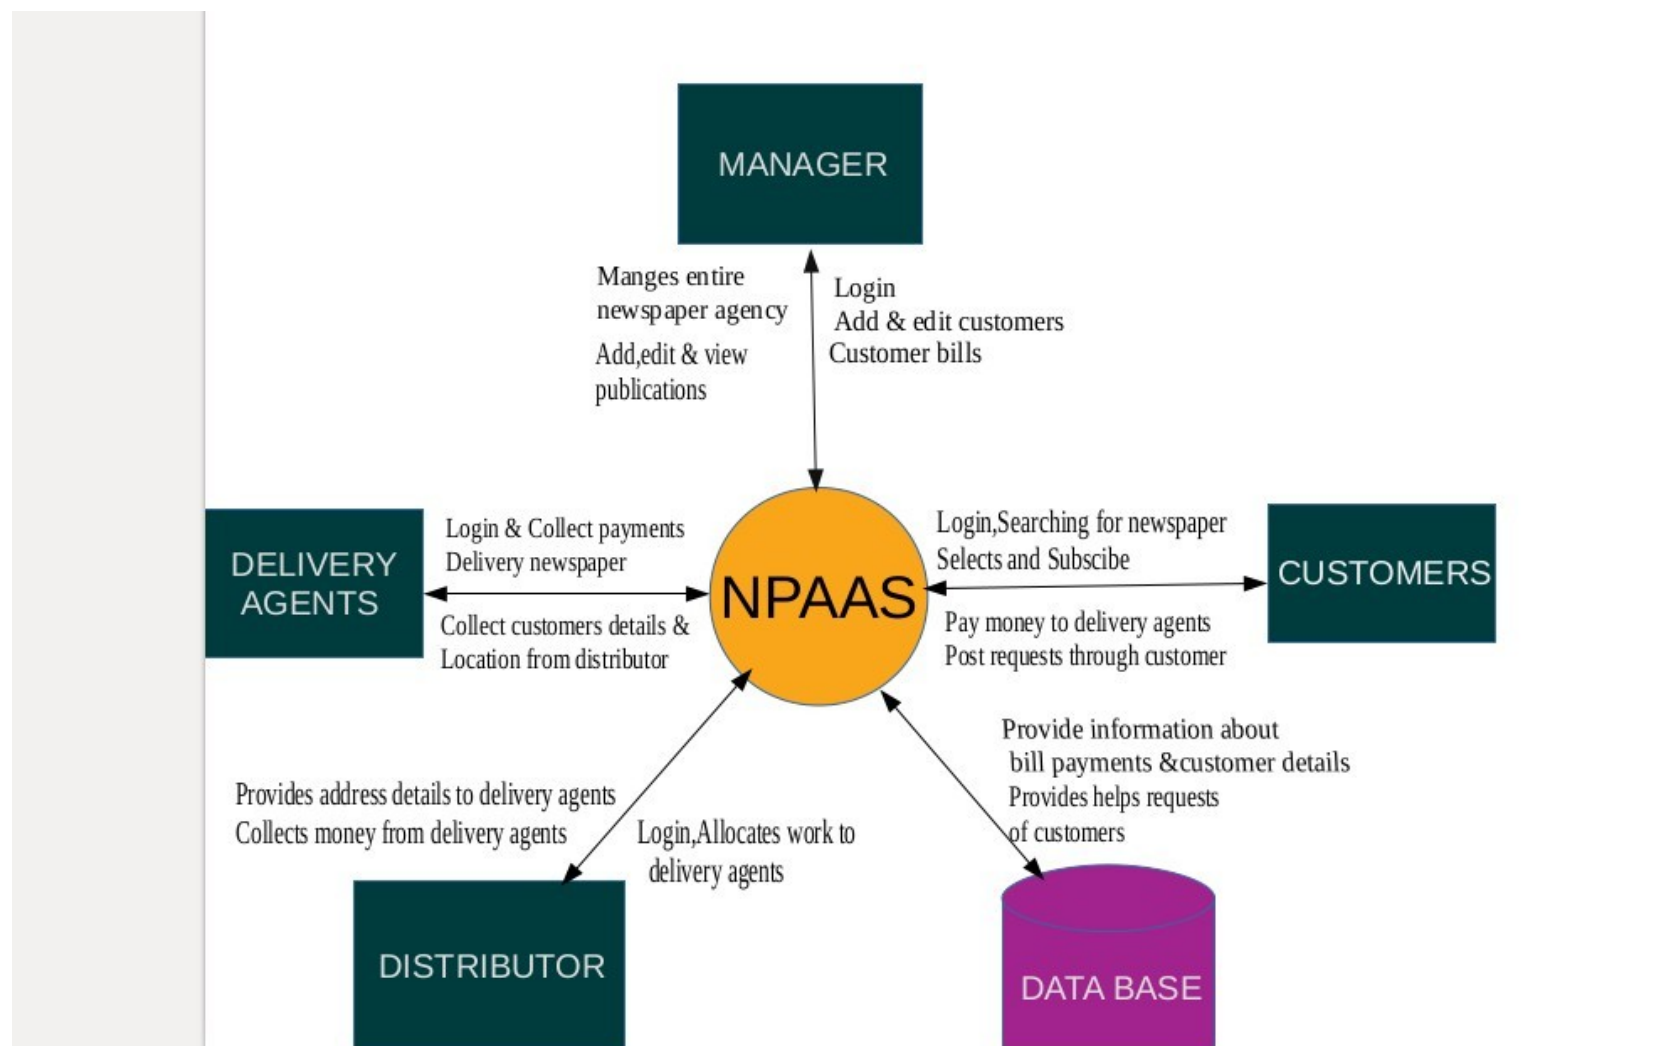 MANAGER
Manges entire
newspaper agency
Add,edit & view
publications
Login
Add & edit customers
Customer bills
DELIVERY
AGENTS
Login & Collect payments
Delivery newspaper
Collect customers details &
Location from distributor
NPAAS
Login,Searching for newspaper
Selects and Subscibe
Pay money to delivery agents
Post requests through customer
CUSTOMERS
Provides address details to delivery agents
Collects money from delivery agents
Login,Allocates work to
delivery agents
Provide information about
bill payments &customer details
Provides helps requests
of customers
DISTRIBUTOR
DATA BASE